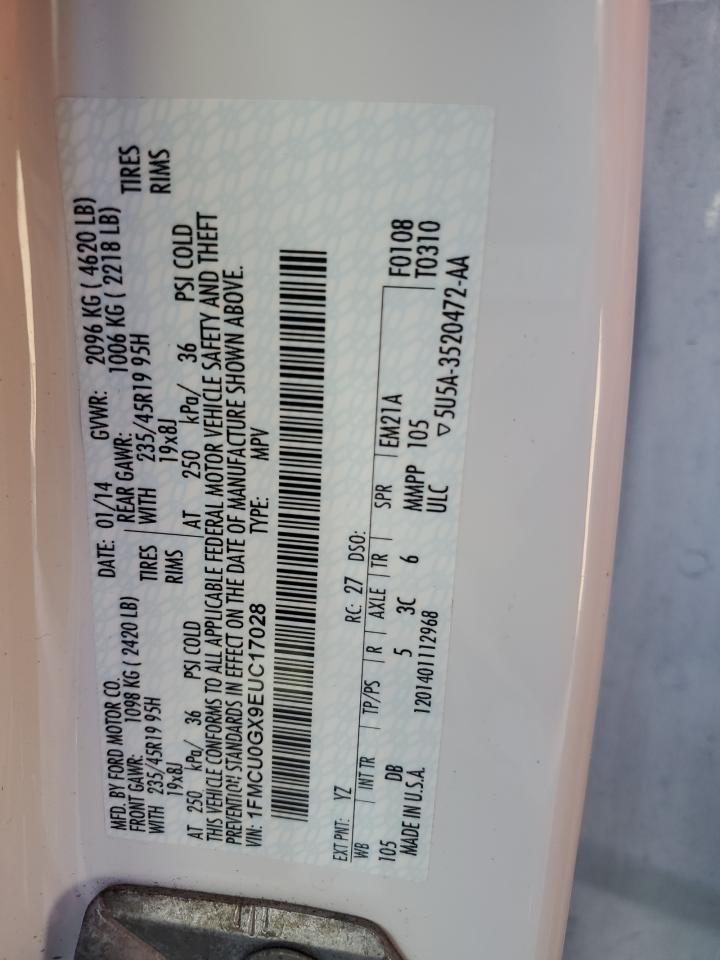 MFD. BY FORD MOTOR CO. DATE: 01/14 GVWR: 2096 KG ( 4620 LB)
FRONT GAWR: 1098 KG ( 2420 LB) REAR GAWR: 1006 KG ( 2218 LB)
WITH 235/45R19 95H TIRES WITH 235/45R19 95H TIRES
19x8J RIMS 19x8J RIMS
AT 250 kPa/ 36 PSI COLD AT 250 kPa/ 36 PSI COLD
THIS VEHICLE CONFORMS TO ALL APPLICABLE FEDERAL MOTOR VEHICLE SAFETY AND THEFT
PREVENTION STANDARDS IN EFFECT ON THE DATE OF MANUFACTURE SHOWN ABOVE.
VIN: 1FMCU0GX9EUC17028 TYPE: MPV
EXT PNT: YZ RC: 27 DSO: F0108
WB INT TR TP/PS R AXLE TR SPR EM21A T0310
105 DB 5 3C 6 MMPP 105
MADE IN U.S.A. 1201401112968 ULC ▽5U5A-3520472-AA